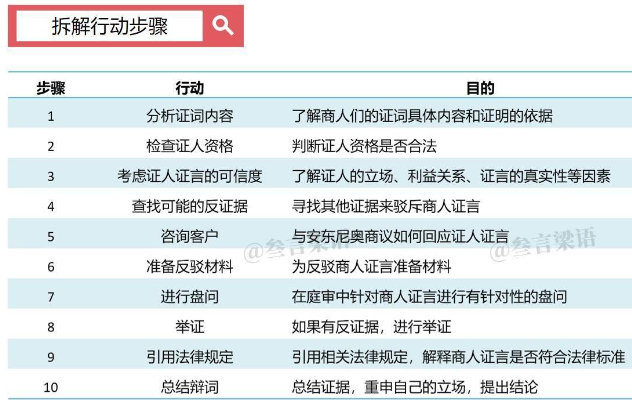 拆解行动步骤
步骤 行动 目的
1 分析证词内容 了解商人们的证词具体内容和证明的依据
2 检查证人资格 判断证人资格是否合法
3 考虑证人证言的可信度 了解证人的立场、利益关系、证言的真实性等因素
4 查找可能的反证据 寻找其他证据来驳斥商人证言
5 咨询客户 与安东尼奥商议如何回应证人证言
@叁言梁语 @叁言梁语
6 准备反驳材料 为反驳商人证言准备材料
7 进行盘问 在庭审中针对商人证言进行有针对性的盘问
8 举证 如果有反证据，进行举证
9 引用法律规定 引用相关法律规定，解释商人证言是否符合法律标准
10 总结辩词 总结证据，重申自己的立场，提出结论